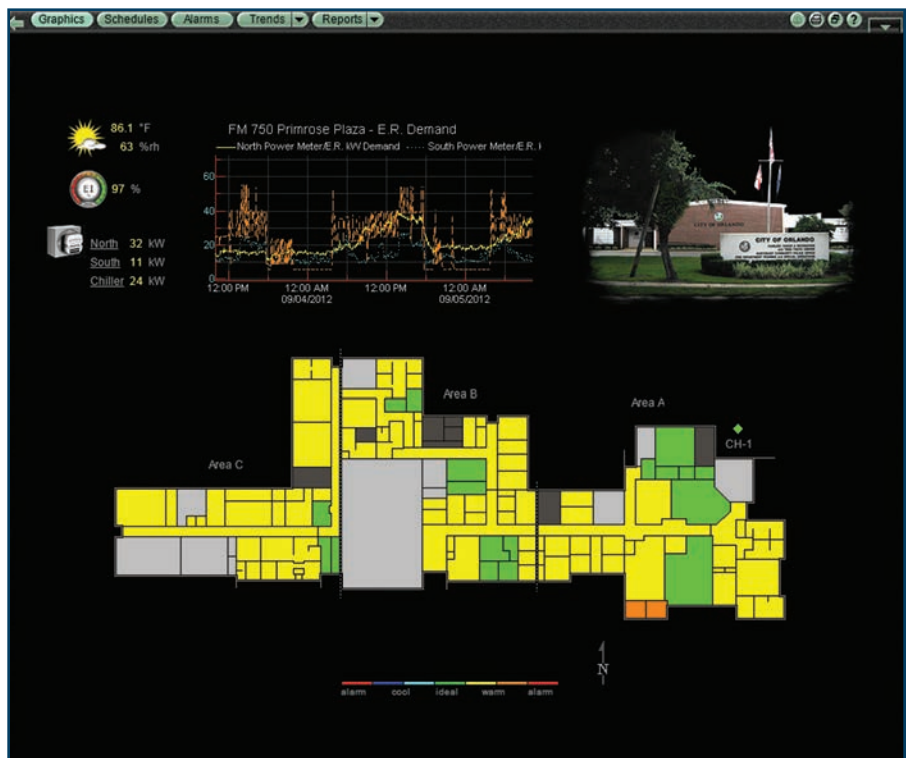 Graphics Schedules Alarms Trends Reports ?
86.1 °F
63 %rh
EI
97 %
North 32 kW
South 11 kW
Chiller 24 kW
FM 750 Primrose Plaza - E.R. Demand
North Power Meter/E.R. kW Demand South Power Meter/E.R. k
60
40
20
0
12:00 PM 12:00 AM 12:00 PM 12:00 AM
09/04/2012 09/05/2012
CITY OF ORLANDO
CITY OF ORLANDO
Area B
Area A
CH-1
Area C
N
alarm cool ideal warm alarm